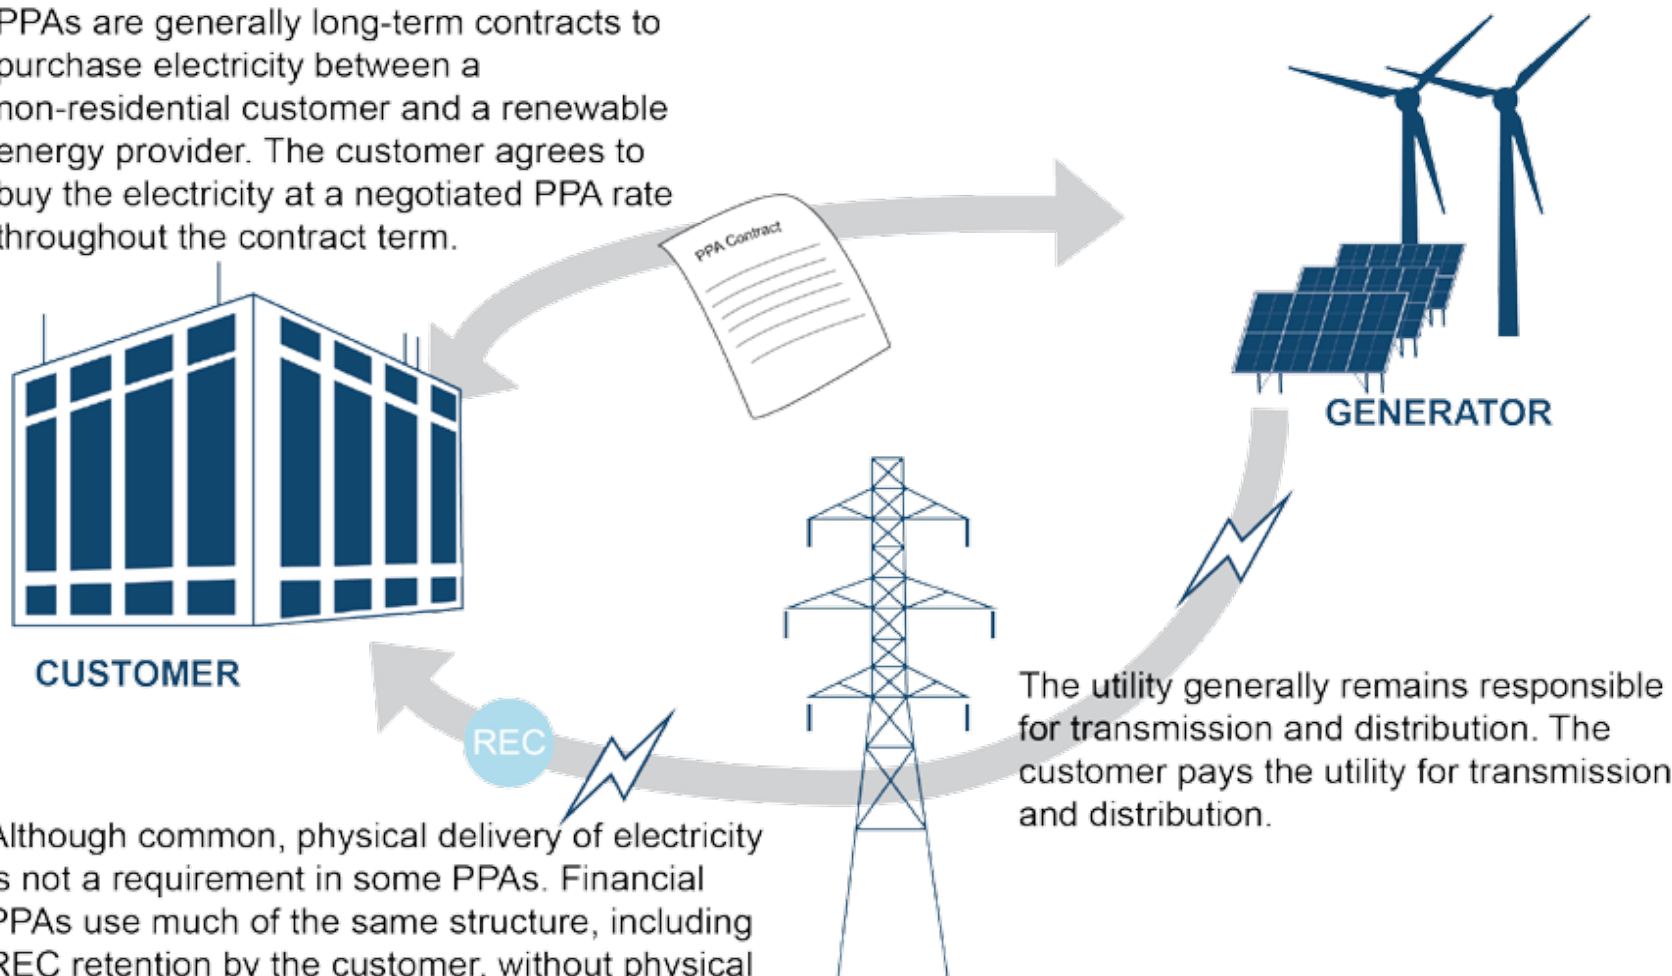 PPAs are generally long-term contracts to
purchase electricity between a
non-residential customer and a renewable
energy provider. The customer agrees to
buy the electricity at a negotiated PPA rate
throughout the contract term.
PPA Contract
GENERATOR
CUSTOMER
REC
The utility generally remains responsible
for transmission and distribution. The
customer pays the utility for transmission
and distribution.
Although common, physical delivery of electricity
is not a requirement in some PPAs. Financial
PPAs use much of the same structure, including
REC retention by the customer, without physical